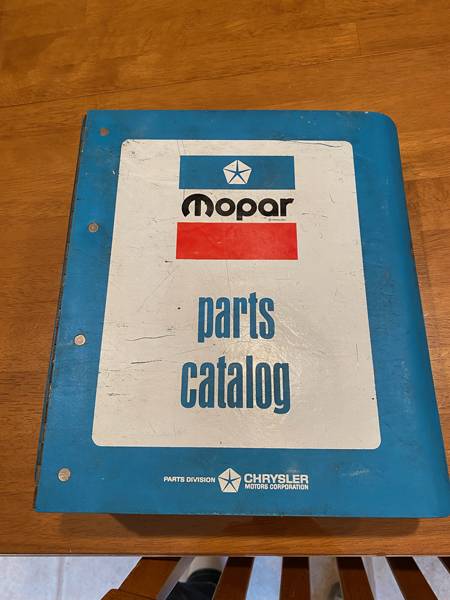 mopar
parts
catalog
PARTS DIVISION CHRYSLER
MOTORS CORPORATION